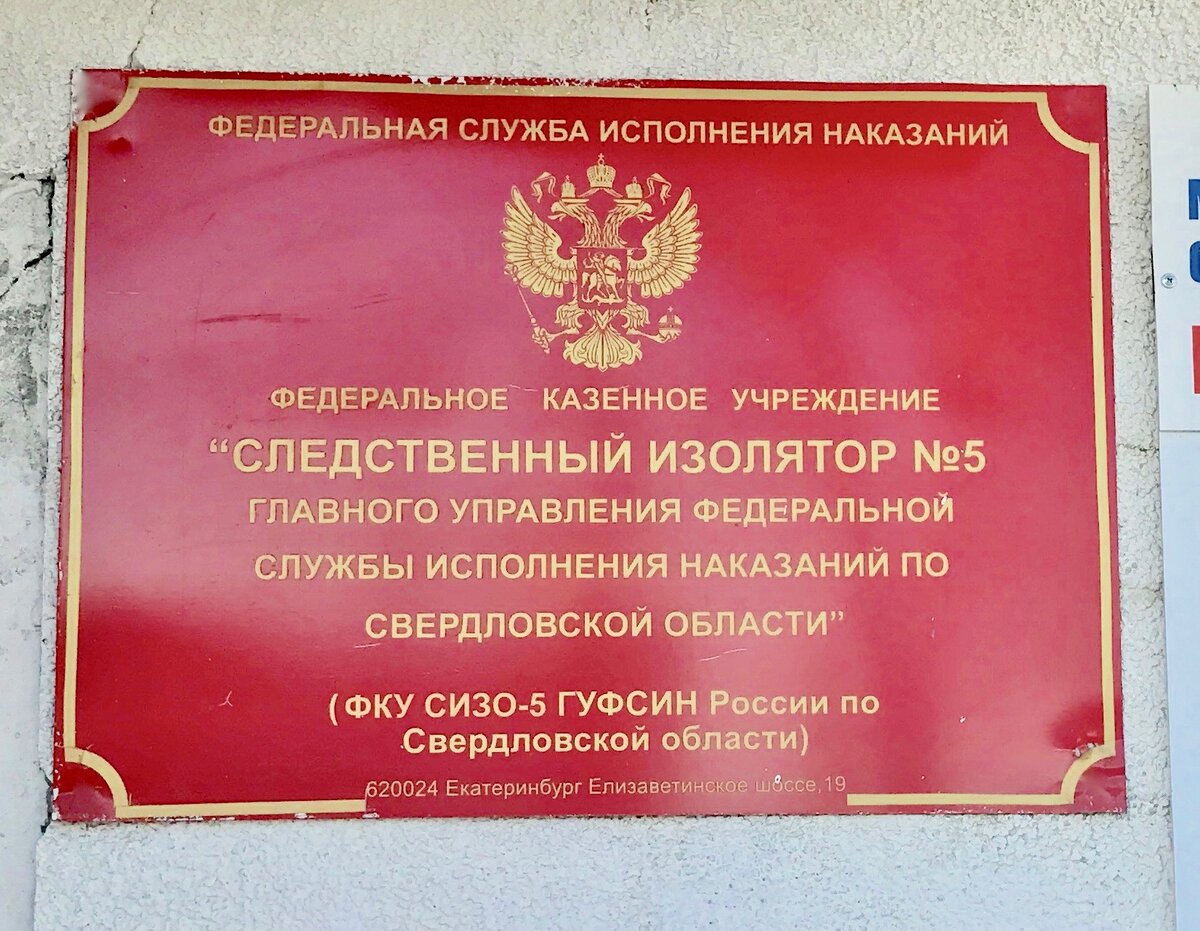 ФЕДЕРАЛЬНАЯ СЛУЖБА ИСПОЛНЕНИЯ НАКАЗАНИЙ
ФЕДЕРАЛЬНОЕ КАЗЕННОЕ УЧРЕЖДЕНИЕ
“СЛЕДСТВЕННЫЙ ИЗОЛЯТОР №5
ГЛАВНОГО УПРАВЛЕНИЯ ФЕДЕРАЛЬНОЙ
СЛУЖБЫ ИСПОЛНЕНИЯ НАКАЗАНИЙ ПО
СВЕРДЛОВСКОЙ ОБЛАСТИ”
(ФКУ СИЗО-5 ГУФСИН России по
Свердловской области)
620024 Екатеринбург Елизаветинское шоссе,19